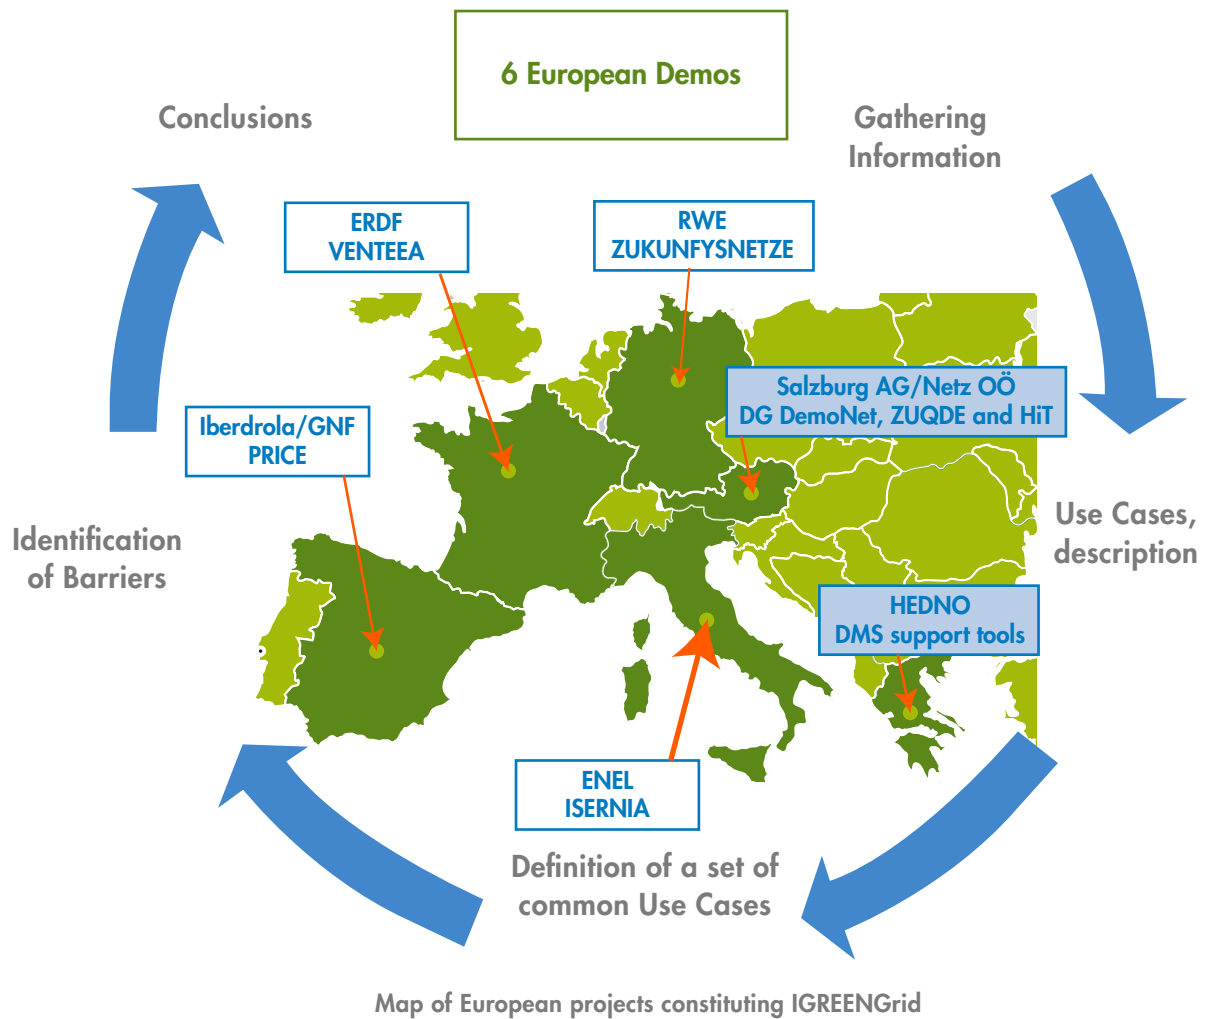 6 European Demos
Conclusions
Gathering
Information
ERDF
VENTEEA
RWE
ZUKUNFYSNETZE
Salzburg AG/Netz OÖ
DG DemoNet, ZUQDE and HiT
Iberdrola/GNF
PRICE
Identification
of Barriers
Use Cases,
description
HEDNO
DMS support tools
ENEL
ISERNIA
Definition of a set of
common Use Cases
Map of European projects constituting IGREENGrid